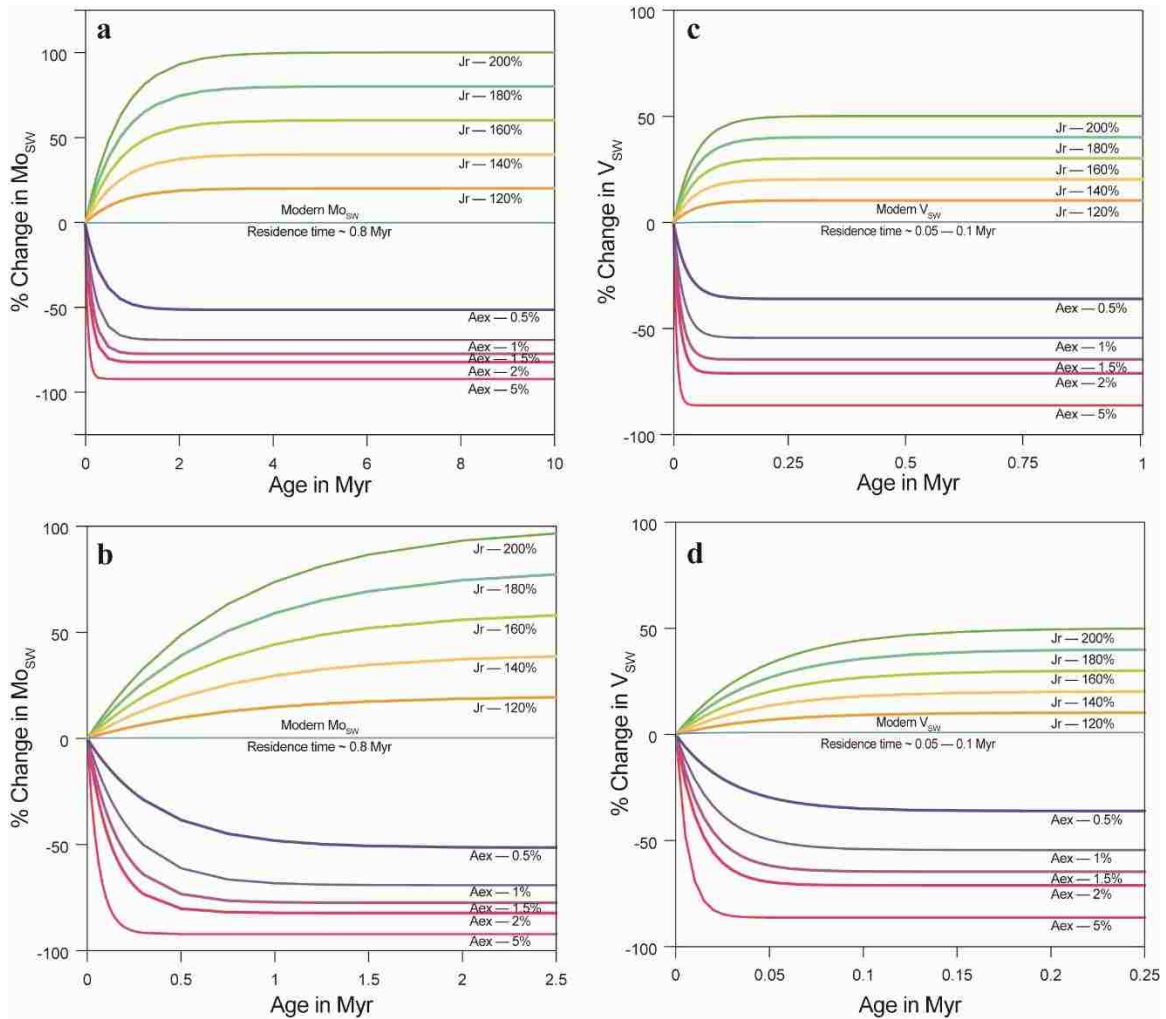 a
% Change in MoSW
100
50
0
-50
-100
Jr — 200%
Jr — 180%
Jr — 160%
Jr — 140%
Jr — 120%
Modern MoSW
Residence time ~ 0.8 Myr
Aex — 0.5%
Aex — 1%
Aex — 1.5%
Aex — 2%
Aex — 5%
0 2 4 6 8 10
Age in Myr
c
% Change in VSW
100
50
0
-50
-100
Jr — 200%
Jr — 180%
Jr — 160%
Jr — 140%
Jr — 120%
Modern VSW
Residence time ~ 0.05 — 0.1 Myr
Aex — 0.5%
Aex — 1%
Aex — 1.5%
Aex — 2%
Aex — 5%
0 0.25 0.5 0.75 1
Age in Myr
b
% Change in MoSW
100
50
0
-50
-100
Jr — 200%
Jr — 180%
Jr — 160%
Jr — 140%
Jr — 120%
Modern MoSW
Residence time ~ 0.8 Myr
Aex — 0.5%
Aex — 1%
Aex — 1.5%
Aex — 2%
Aex — 5%
0 0.5 1 1.5 2 2.5
Age in Myr
d
% Change in VSW
100
50
0
-50
-100
Jr — 200%
Jr — 180%
Jr — 160%
Jr — 140%
Jr — 120%
Modern VSW
Residence time ~ 0.05 — 0.1 Myr
Aex — 0.5%
Aex — 1%
Aex — 1.5%
Aex — 2%
Aex — 5%
0 0.05 0.1 0.15 0.2 0.25
Age in Myr